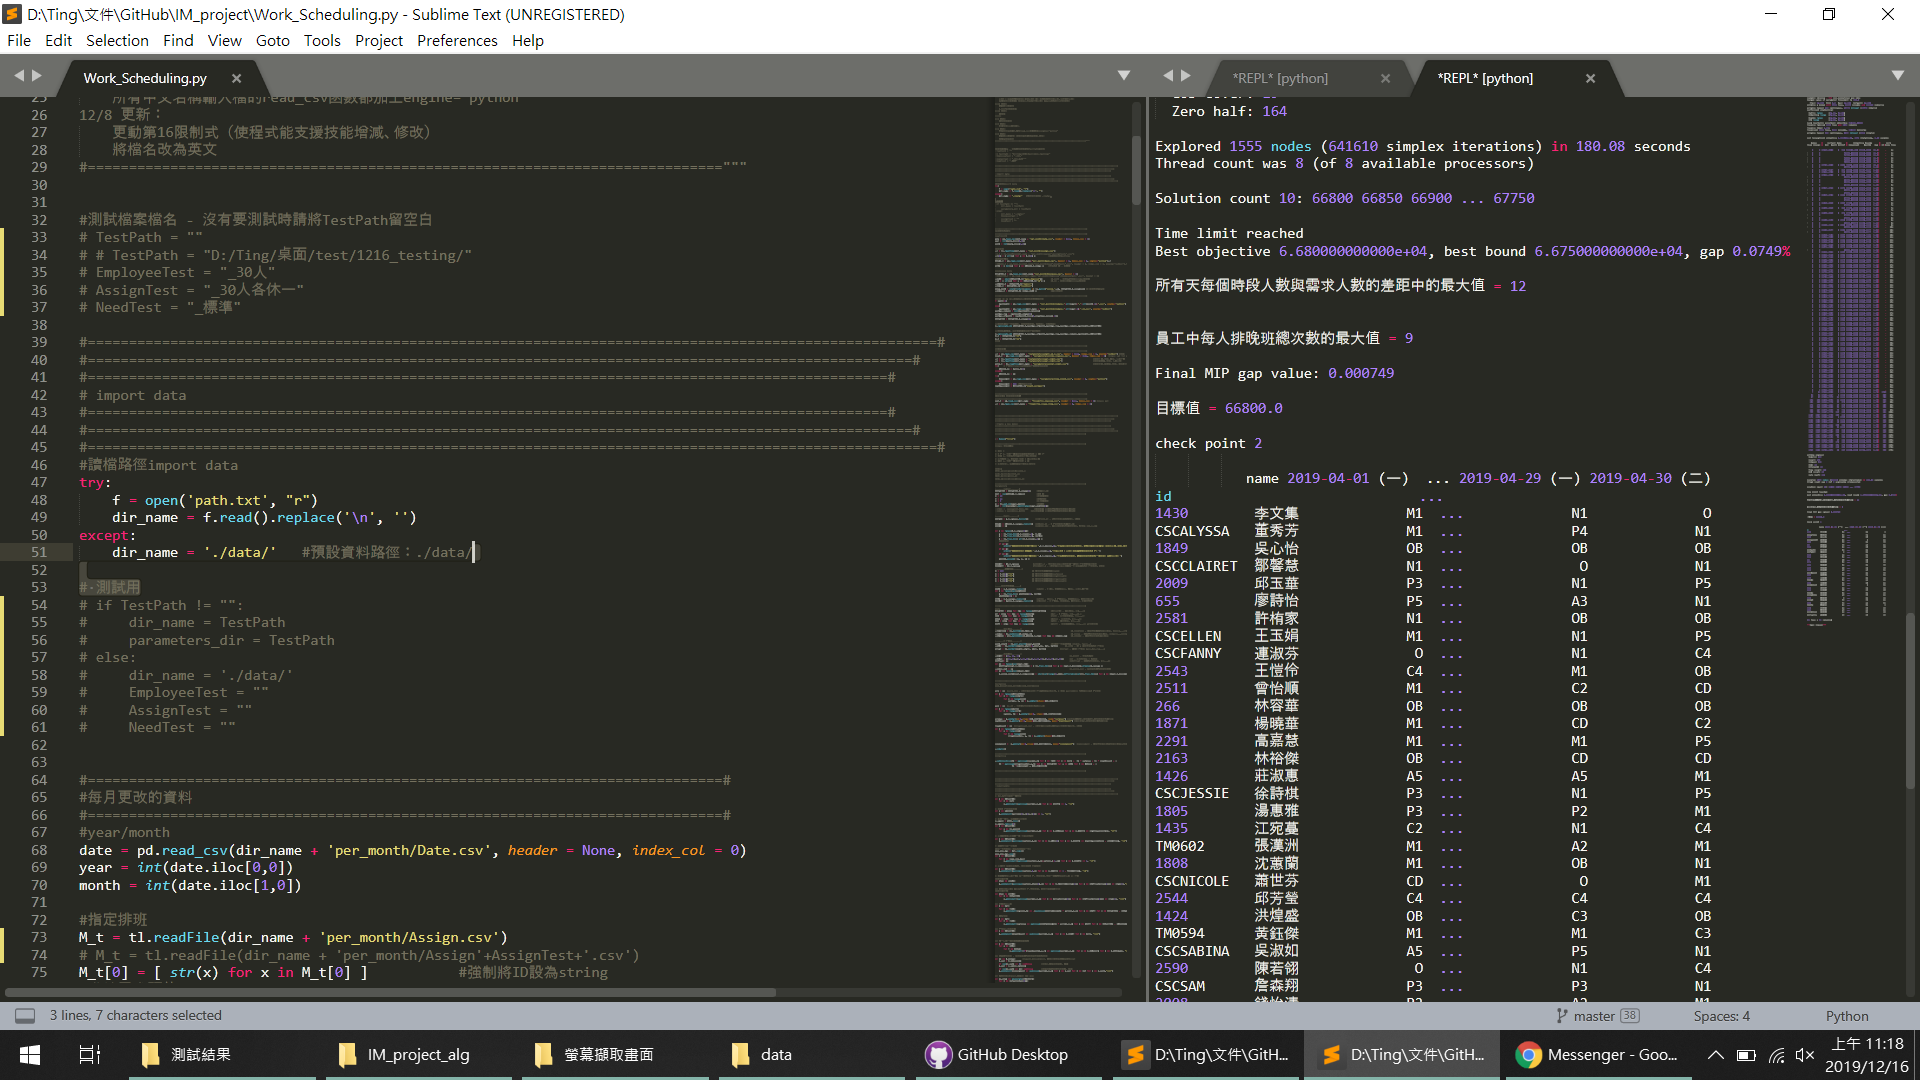 D:\Ting\文件\GitHub\IM_project\Work_Scheduling.py - Sublime Text (UNREGISTERED)
File Edit Selection Find View Goto Tools Project Preferences Help
Work_Scheduling.py
26 12/8 更新：
27 更動第16限制式 (使程式能支援技能增減、修改)
28 將檔名改為英文
29 #============================================================================="""
30
31
32 #測試檔案檔名 - 沒有要測試時請將TestPath留空白
33 # TestPath = ""
34 # # TestPath = "D:/Ting/桌面/test/1216_testing/"
35 # EmployeeTest = "_30人"
36 # AssignTest = "_30人各休一"
37 # NeedTest = "_標準"
38
39 #=======================================================================================================#
40 #====================================================================================================#
41 #=================================================================================================#
42 # import data
43 #=================================================================================================#
44 #====================================================================================================#
45 #=======================================================================================================#
46 #讀檔路徑import data
47 try:
48 f = open('path.txt', "r")
49 dir_name = f.read().replace('\n', '')
50 except:
51 dir_name = './data/' #預設資料路徑：./data/
52
53 #·測試用
54 # if TestPath != "":
55 # dir_name = TestPath
56 # parameters_dir = TestPath
57 # else:
58 # dir_name = './data/'
59 # EmployeeTest = ""
60 # AssignTest = ""
61 # NeedTest = ""
62
63
64 #=============================================================================#
65 #每月更改的資料
66 #=============================================================================#
67 #year/month
68 date = pd.read_csv(dir_name + 'per_month/Date.csv', header = None, index_col = 0)
69 year = int(date.iloc[0,0])
70 month = int(date.iloc[1,0])
71
72 #指定排班
73 M_t = tl.readFile(dir_name + 'per_month/Assign.csv')
74 # M_t = tl.readFile(dir_name + 'per_month/Assign'+AssignTest+'.csv')
75 M_t[0] = [ str(x) for x in M_t[0] ] #強制將ID設為string
*REPL* [python]
*REPL* [python]
Zero half: 164
Explored 1555 nodes (641610 simplex iterations) in 180.08 seconds
Thread count was 8 (of 8 available processors)
Solution count 10: 66800 66850 66900 ... 67750
Time limit reached
Best objective 6.680000000000e+04, best bound 6.675000000000e+04, gap 0.0749%
所有天每個時段人數與需求人數的差距中的最大值 = 12
員工中每人排晚班總次數的最大值 = 9
Final MIP gap value: 0.000749
目標值 = 66800.0
check point 2
name 2019-04-01 (一) ... 2019-04-29 (一) 2019-04-30 (二)
id ...
1430 李文集 M1 ... N1 O
CSCALYSSA 董秀芳 M1 ... P4 N1
1849 吳心怡 OB ... OB OB
CSCCLAIRET 鄒馨慧 N1 ... O N1
2009 邱玉華 P3 ... N1 P5
655 廖詩怡 P5 ... A3 N1
2581 許栯家 N1 ... OB OB
CSCELLEN 王玉娟 M1 ... N1 P5
CSCFANNY 連淑芬 O ... N1 C4
2543 王愷伶 C4 ... M1 OB
2511 曾怡順 M1 ... C2 CD
266 林容華 OB ... OB OB
1871 楊曉華 M1 ... CD C2
2291 高嘉慧 M1 ... M1 P5
2163 林裕傑 OB ... CD CD
1426 莊淑惠 A5 ... A5 M1
CSCJESSIE 徐詩棋 P3 ... N1 P5
1805 湯惠雅 P3 ... P2 M1
1435 江宛蔓 C2 ... N1 C4
TM0602 張漢洲 M1 ... A2 M1
1808 沈蕙蘭 M1 ... OB N1
CSCNICOLE 蕭世芬 CD ... O M1
2544 邱芳瑩 C4 ... C4 C4
1424 洪煌盛 OB ... C3 OB
TM0594 黃鈺傑 M1 ... M1 C3
CSCSABINA 吳淑如 A5 ... P5 N1
2590 陳若翎 O ... N1 C4
CSCSAM 詹森翔 P3 ... P3 N1
3 lines, 7 characters selected
master 38
Spaces: 4
Python
測試結果
IM_project_alg
螢幕擷取畫面
data
GitHub Desktop
D:\Ting\文件\GitH...
D:\Ting\文件\GitH...
Messenger - Goo...
上午 11:18
2019/12/16